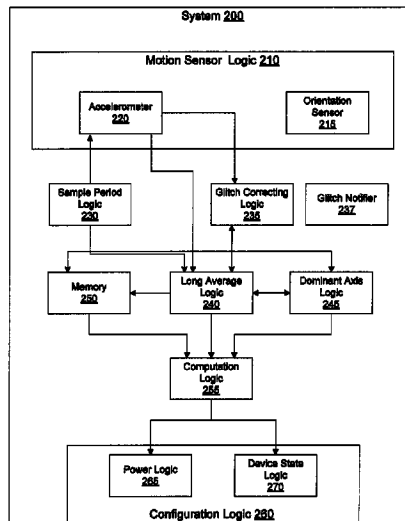 System 200
Motion Sensor Logic 210
Accelerometer
220
Orientation
Sensor
215
Sample Period
Logic
230
Glitch Correcting
Logic
235
Glitch Notifier
237
Memory
250
Long Average
Logic
240
Dominant Axis
Logic
245
Computation
Logic
255
Power Logic
265
Device State
Logic
270
Configuration Logic 260